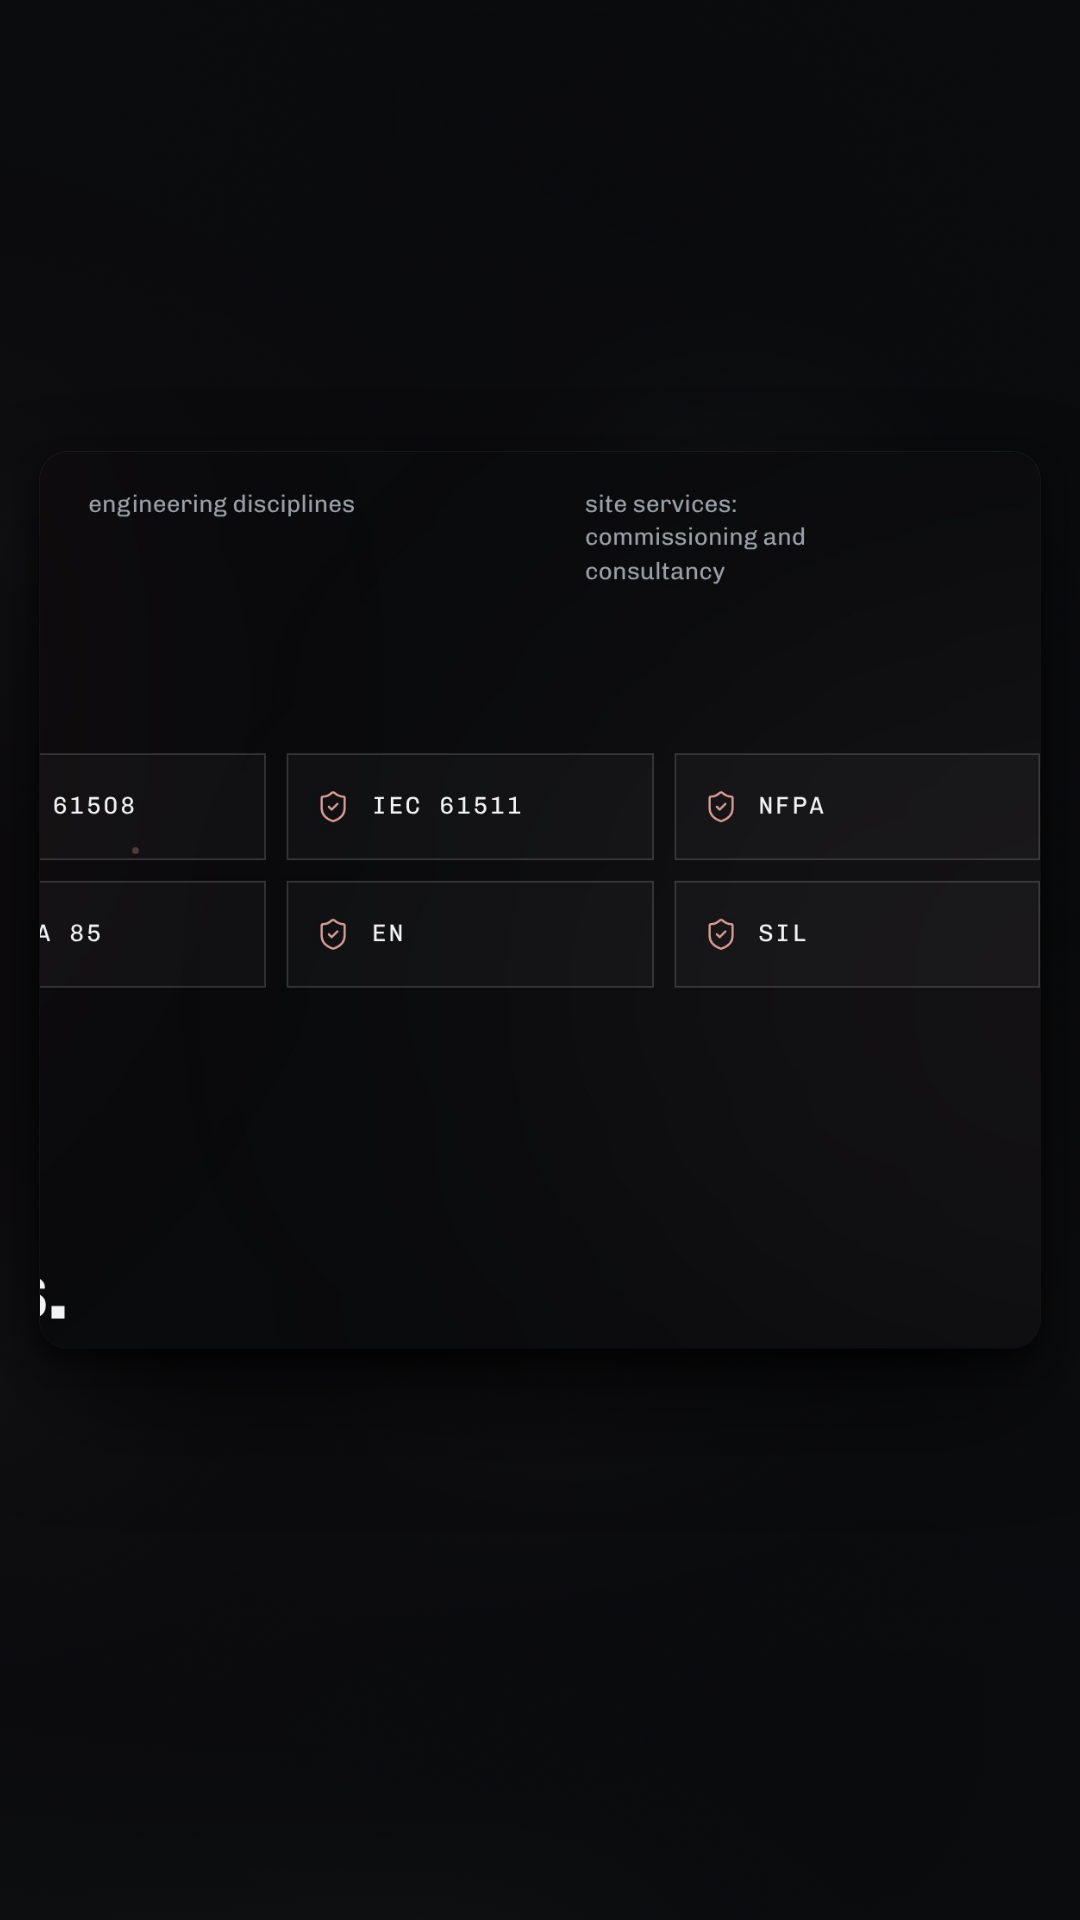 engineering disciplines
site services:
commissioning and
consultancy
61508
IEC 61511
NFPA
A 85
EN
SIL
s.